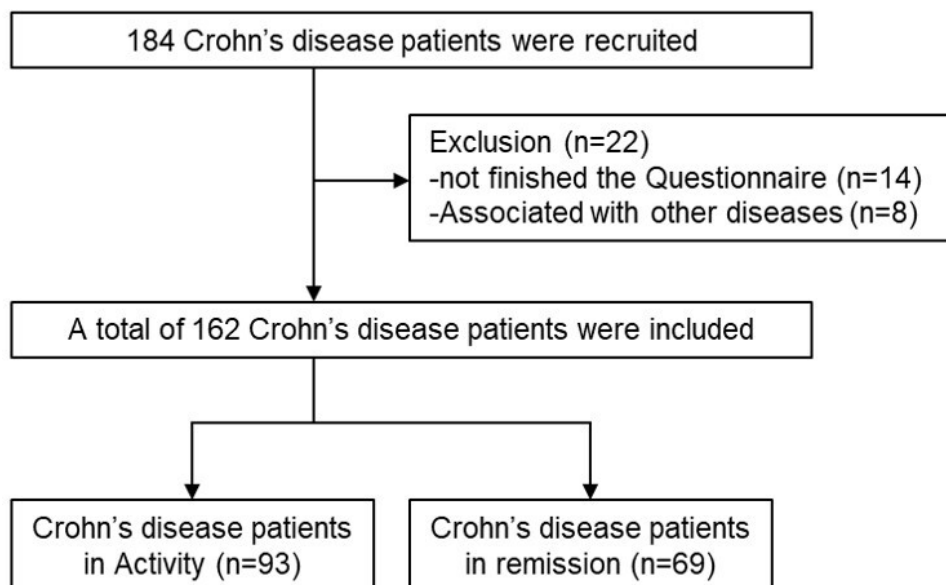 184 Crohn's disease patients were recruited
Exclusion (n=22)
-not finished the Questionnaire (n=14)
-Associated with other diseases (n=8)
A total of 162 Crohn's disease patients were included
Crohn's disease patients
in Activity (n=93)
Crohn's disease patients
in remission (n=69)